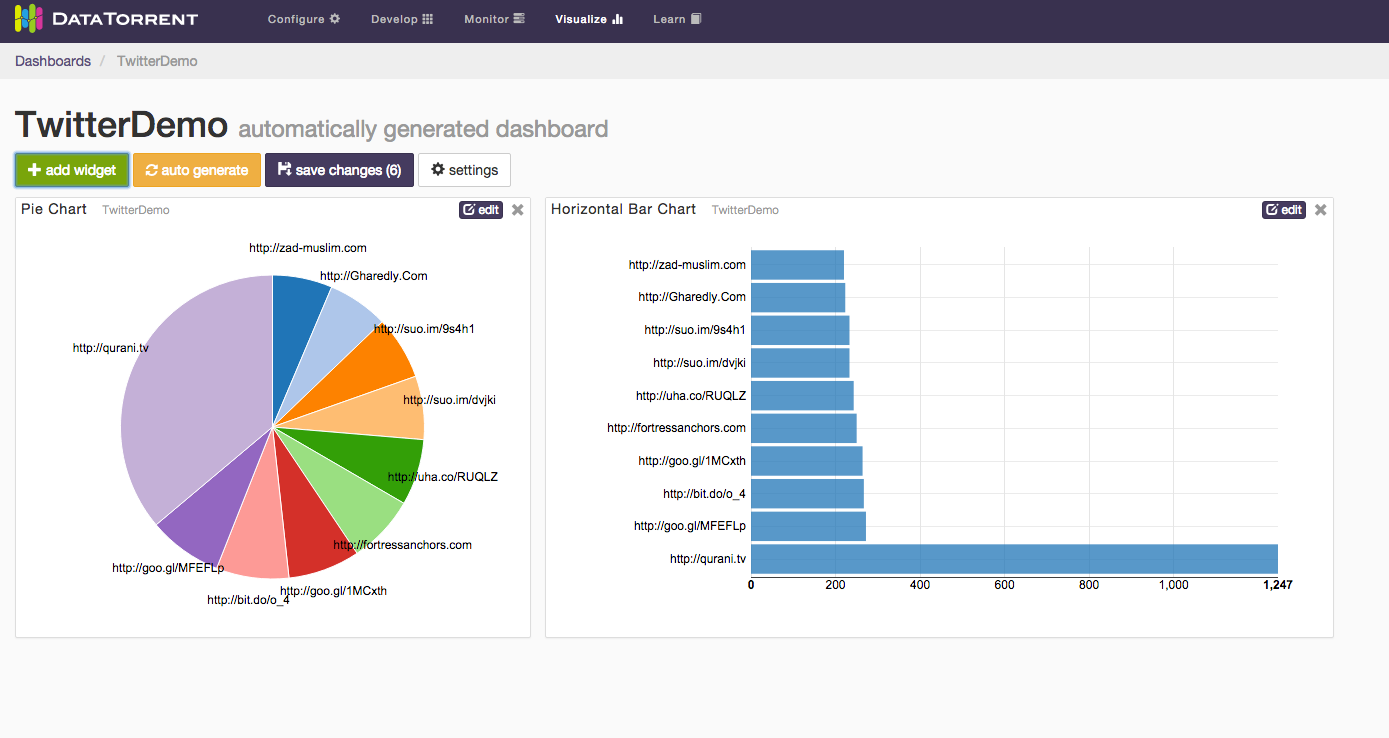 DATATORRENT Configure Develop Monitor Visualize Learn
Dashboards / TwitterDemo
TwitterDemo automatically generated dashboard
add widget auto generate save changes (6) settings
Pie Chart TwitterDemo edit
http://zad-muslim.com
http://Gharedly.Com
http://suo.im/9s4h1
http://qurani.tv
http://suo.im/dvjki
http://uha.co/RUQLZ
http://fortressanchors.com
http://goo.gl/MFEFLp
http://goo.gl/1MCxth
http://bit.do/o_4
Horizontal Bar Chart TwitterDemo edit
http://zad-muslim.com
http://Gharedly.Com
http://suo.im/9s4h1
http://suo.im/dvjki
http://uha.co/RUQLZ
http://fortressanchors.com
http://goo.gl/1MCxth
http://bit.do/o_4
http://goo.gl/MFEFLp
http://qurani.tv
0 200 400 600 800 1,000 1,247